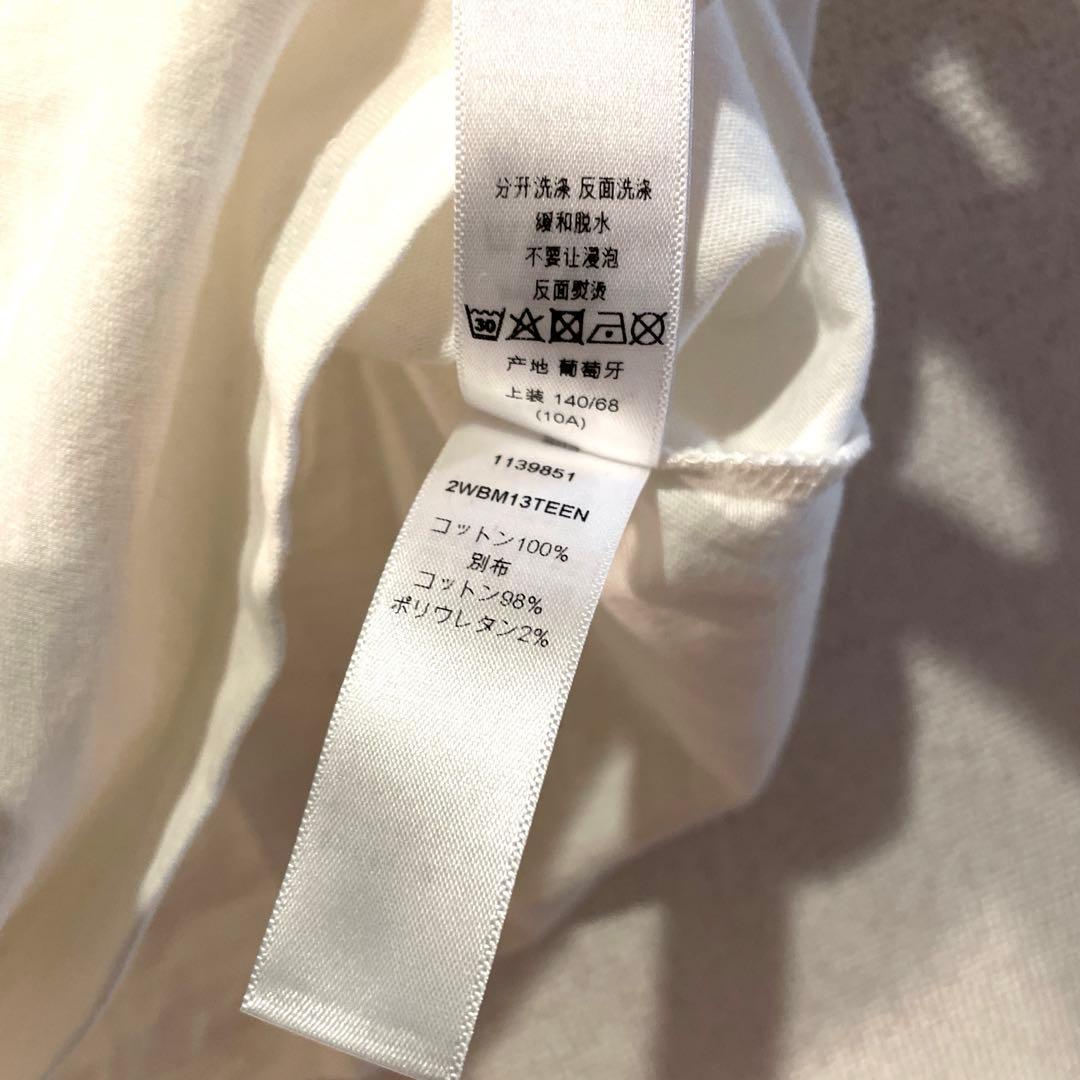 分开洗涤 反面洗涤
缓和脱水
不要让浸泡
反面熨烫
30
产地 葡萄牙
上装 140/68
(10A)
1139851
2WBM13TEEN
コットン100%
別布
コットン98%
ポリウレタン2%